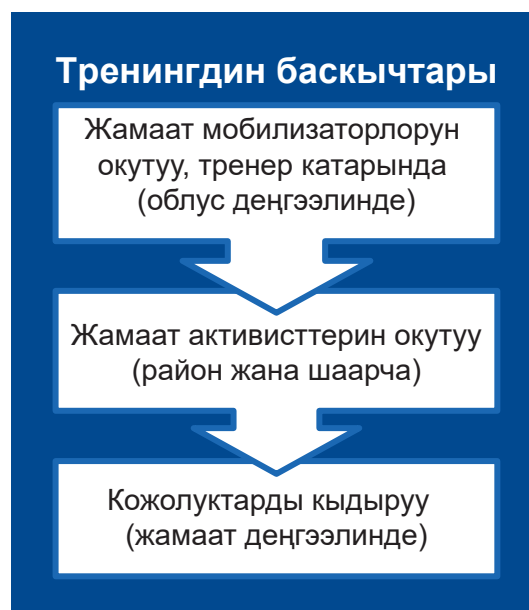 Тренингдин баскычтары
Жамаат мобилизаторлорун
окутуу, тренер катарында
(облус деңгээлинде)
Жамаат активисттерин окутуу
(район жана шаарча)
Кожолуктарды кыдыруу
(жамаат деңгээлинде)